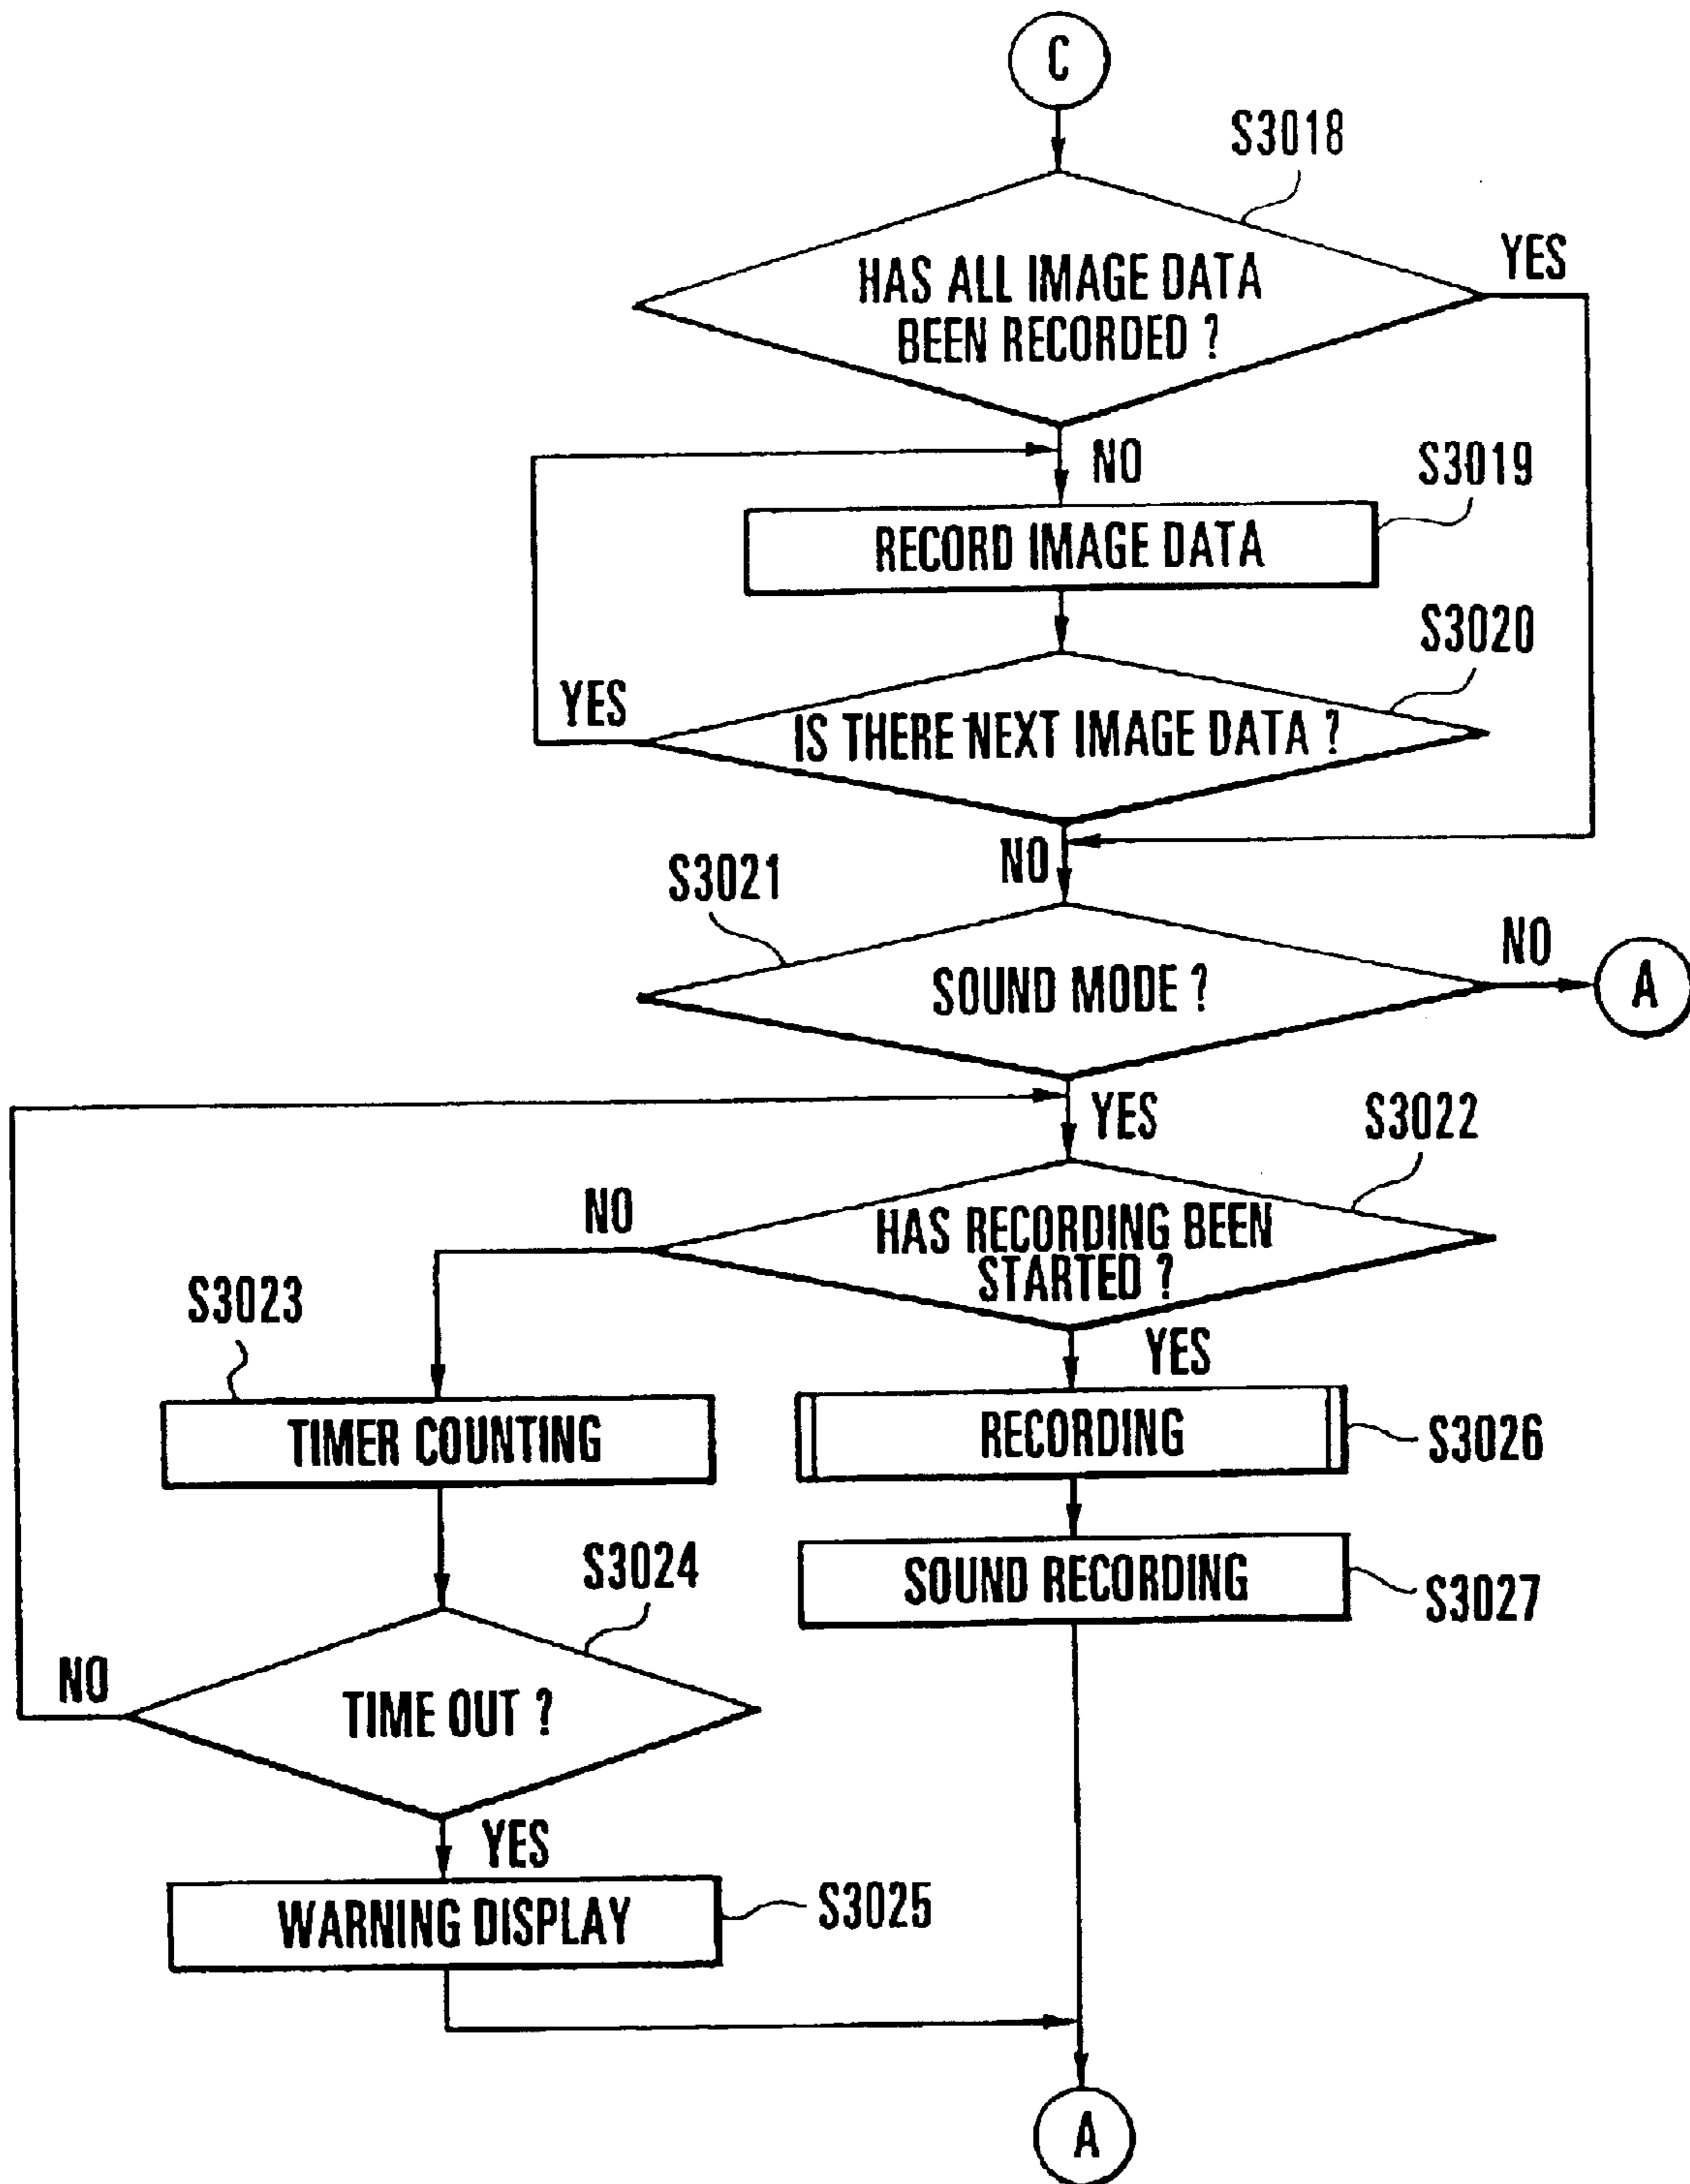 C
S3018
HAS ALL IMAGE DATA
BEEN RECORDED ?
YES
NO
S3019
RECORD IMAGE DATA
S3020
YES
IS THERE NEXT IMAGE DATA ?
NO
S3021
SOUND MODE ?
NO
A
YES
S3022
NO
HAS RECORDING BEEN
STARTED ?
YES
S3023
TIMER COUNTING
RECORDING
S3026
S3024
SOUND RECORDING
S3027
NO
TIME OUT ?
YES
WARNING DISPLAY
S3025
A